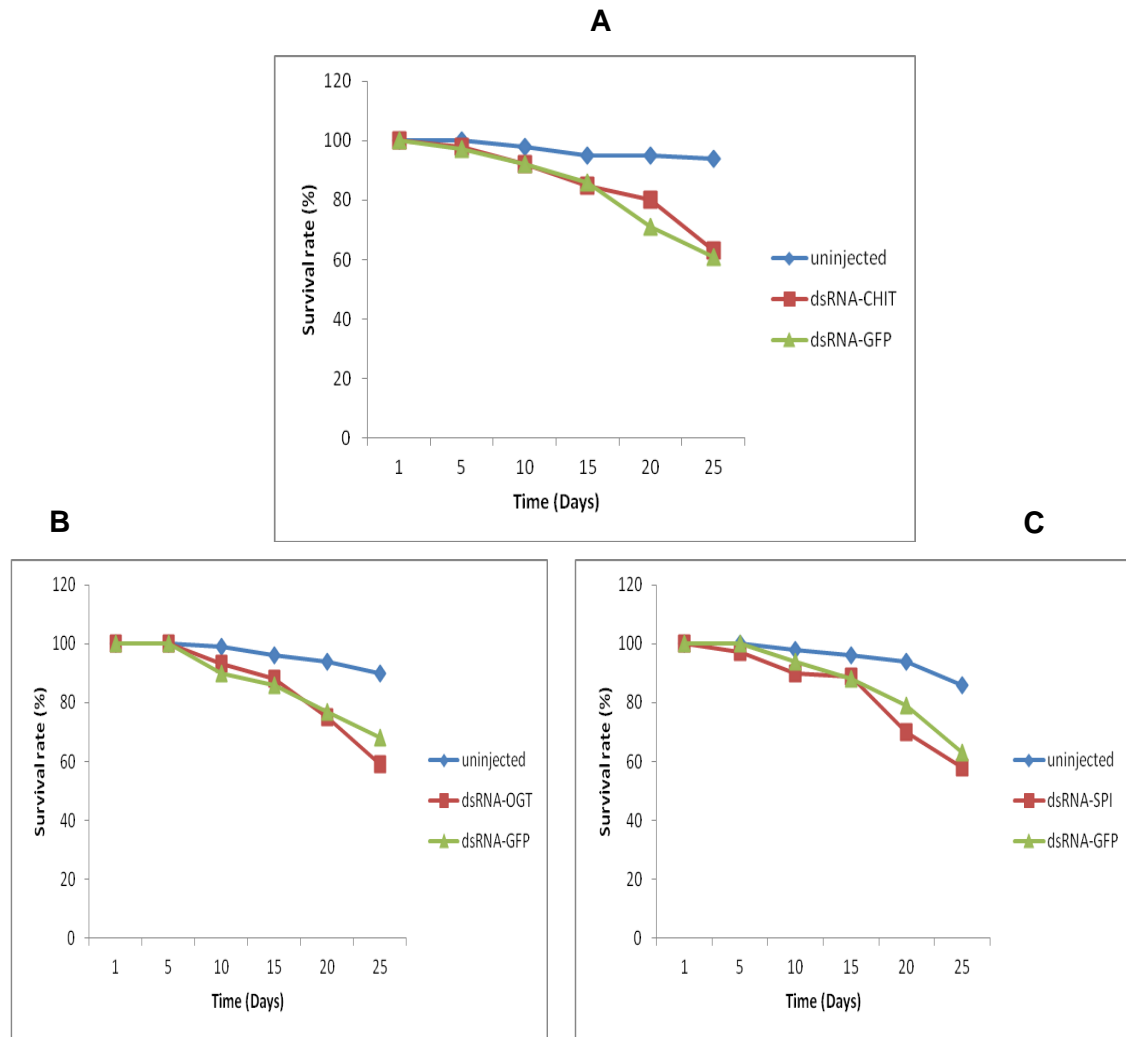 A
120
100
80
60
40
20
0
Survival rate (%)
1 5 10 15 20 25
Time (Days)
uninjected
dsRNA-CHIT
dsRNA-GFP
B
120
100
80
60
40
20
0
Survival rate (%)
1 5 10 15 20 25
Time (Days)
uninjected
dsRNA-OGT
dsRNA-GFP
C
120
100
80
60
40
20
0
Survival rate (%)
1 5 10 15 20 25
Time (Days)
uninjected
dsRNA-SPI
dsRNA-GFP